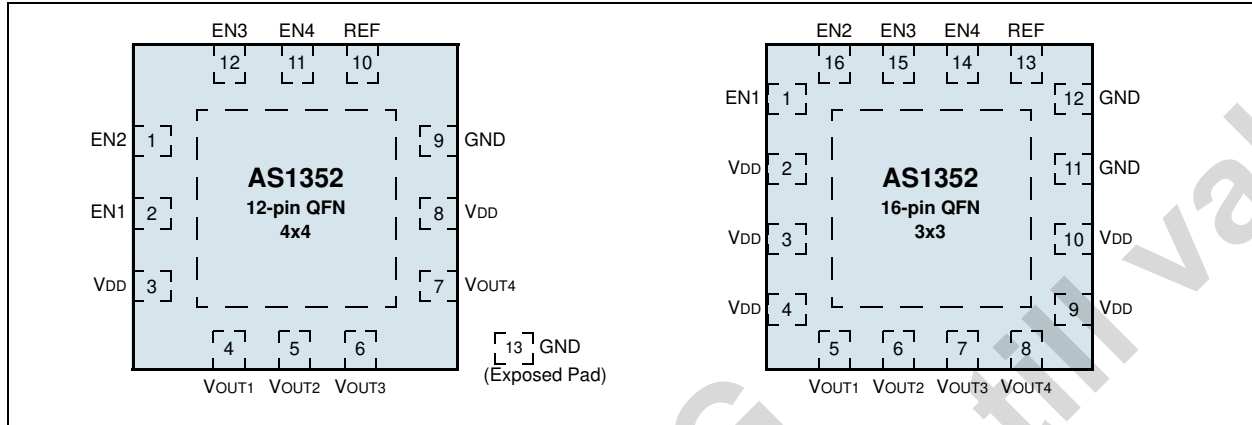 EN3 EN4 REF
12 11 10
EN2 1
9 GND
AS1352
12-pin QFN
4x4
EN1 2
8 VDD
VDD 3
7 VOUT4
4 5 6
VOUT1 VOUT2 VOUT3
13 GND
(Exposed Pad)
EN2 EN3 EN4 REF
16 15 14 13
EN1 1
12 GND
VDD 2
11 GND
AS1352
16-pin QFN
3x3
VDD 3
10 VDD
VDD 4
9 VDD
5 6 7 8
VOUT1 VOUT2 VOUT3 VOUT4
till